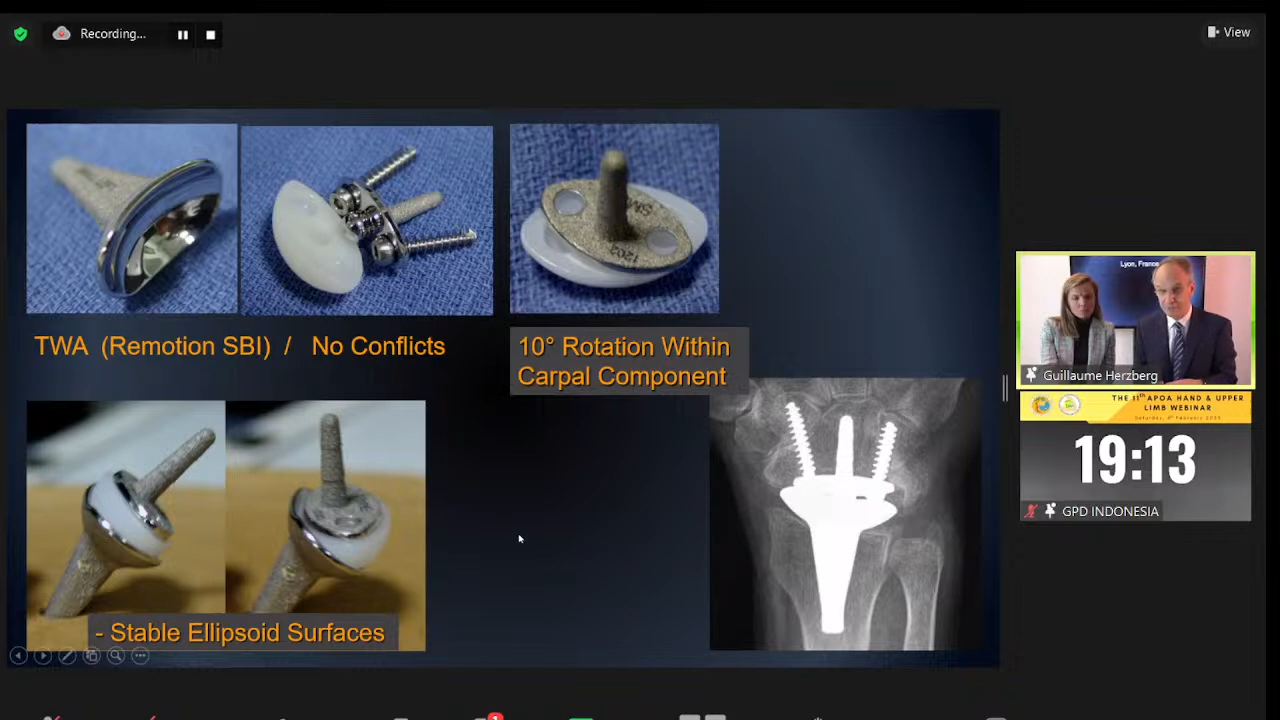 Recording...
View
TWA (Remotion SBI) / No Conflicts
10° Rotation Within
Carpal Component
- Stable Ellipsoid Surfaces
Lyon, France
Guillaume Herzberg
THE 11th APOA HAND & UPPER
LIMB WEBINAR
19:13
GPD INDONESIA
1